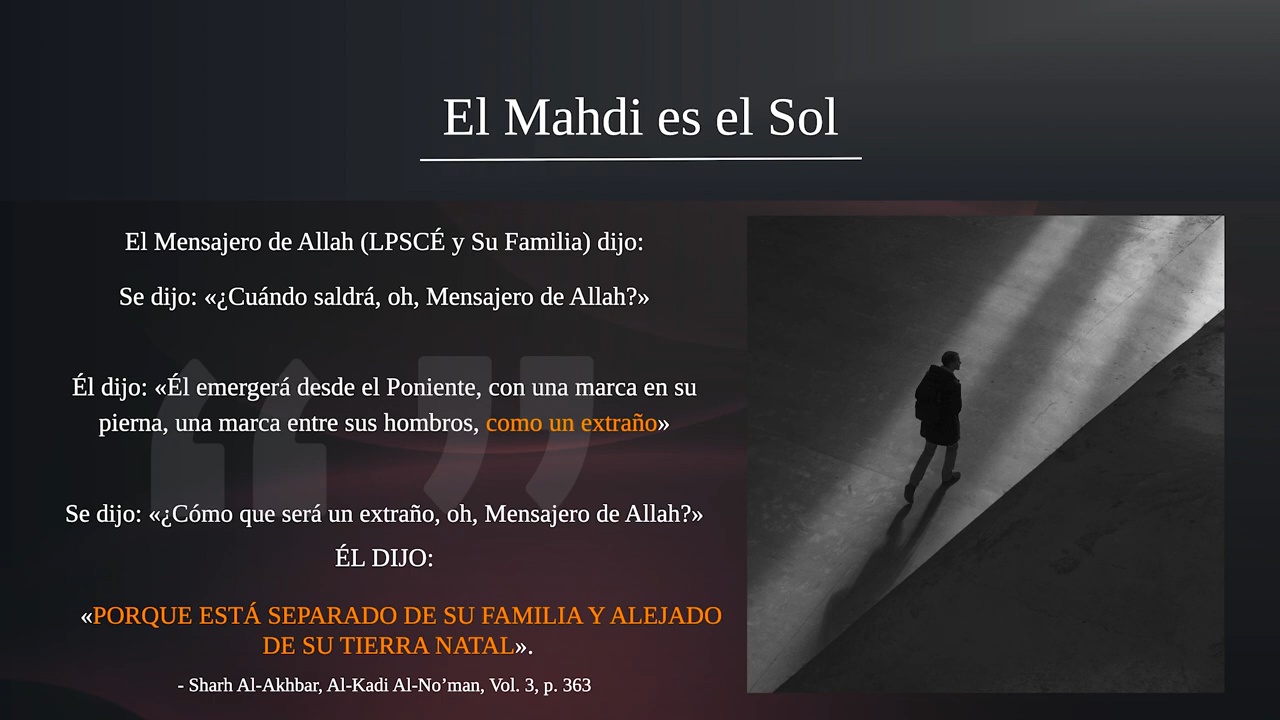 El Mahdi es el Sol
El Mensajero de Allah (LPSCÉ y Su Familia) dijo:
Se dijo: «¿Cuándo saldrá, oh, Mensajero de Allah?»
Él dijo: «Él emergerá desde el Poniente, con una marca en su
pierna, una marca entre sus hombros, como un extraño»
Se dijo: «¿Cómo que será un extraño, oh, Mensajero de Allah?»
ÉL DIJO:
«PORQUE ESTÁ SEPARADO DE SU FAMILIA Y ALEJADO
DE SU TIERRA NATAL».
- Sharh Al-Akhbar, Al-Kadi Al-No’man, Vol. 3, p. 363